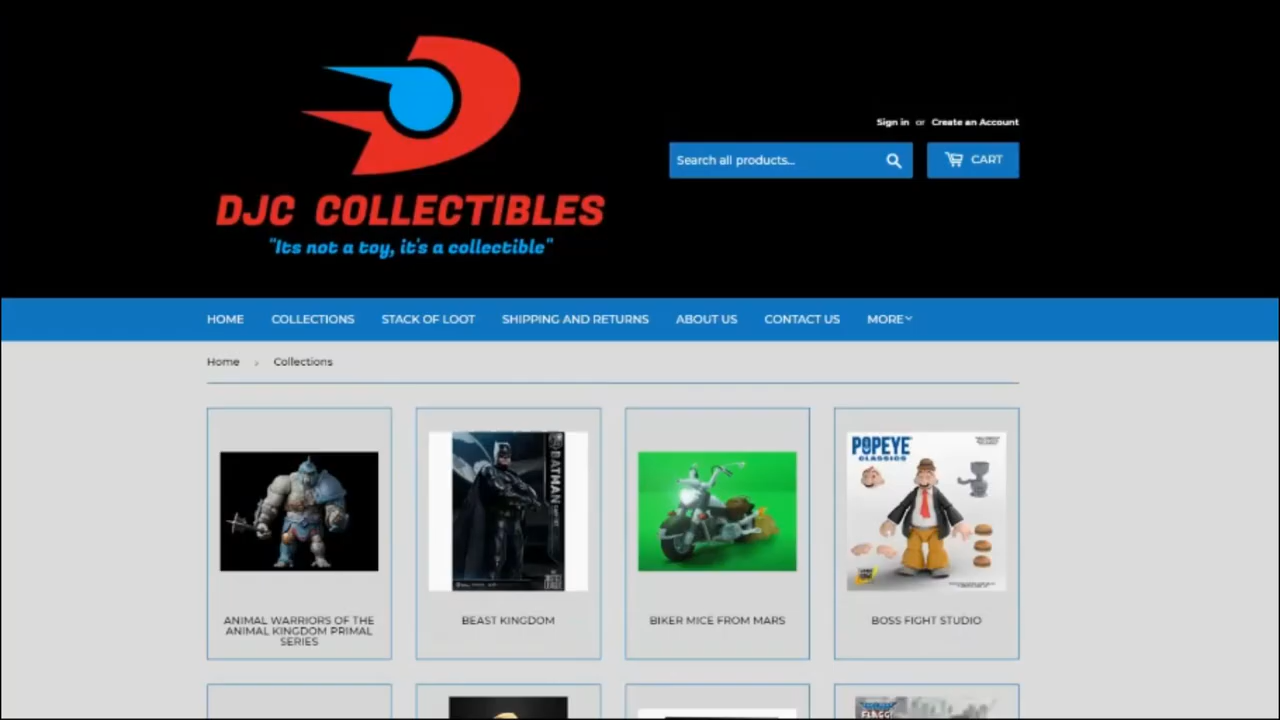 Sign in or Create an Account
Search all products...
CART
DJC COLLECTIBLES
"Its not a toy, it's a collectible"
HOME COLLECTIONS STACK OF LOOT SHIPPING AND RETURNS ABOUT US CONTACT US MORE
Home › Collections
BATMAN
POPEYE
CLASSICS
ANIMAL WARRIORS OF THE
ANIMAL KINGDOM PRIMAL
SERIES
BEAST KINGDOM
BIKER MICE FROM MARS
BOSS FIGHT STUDIO